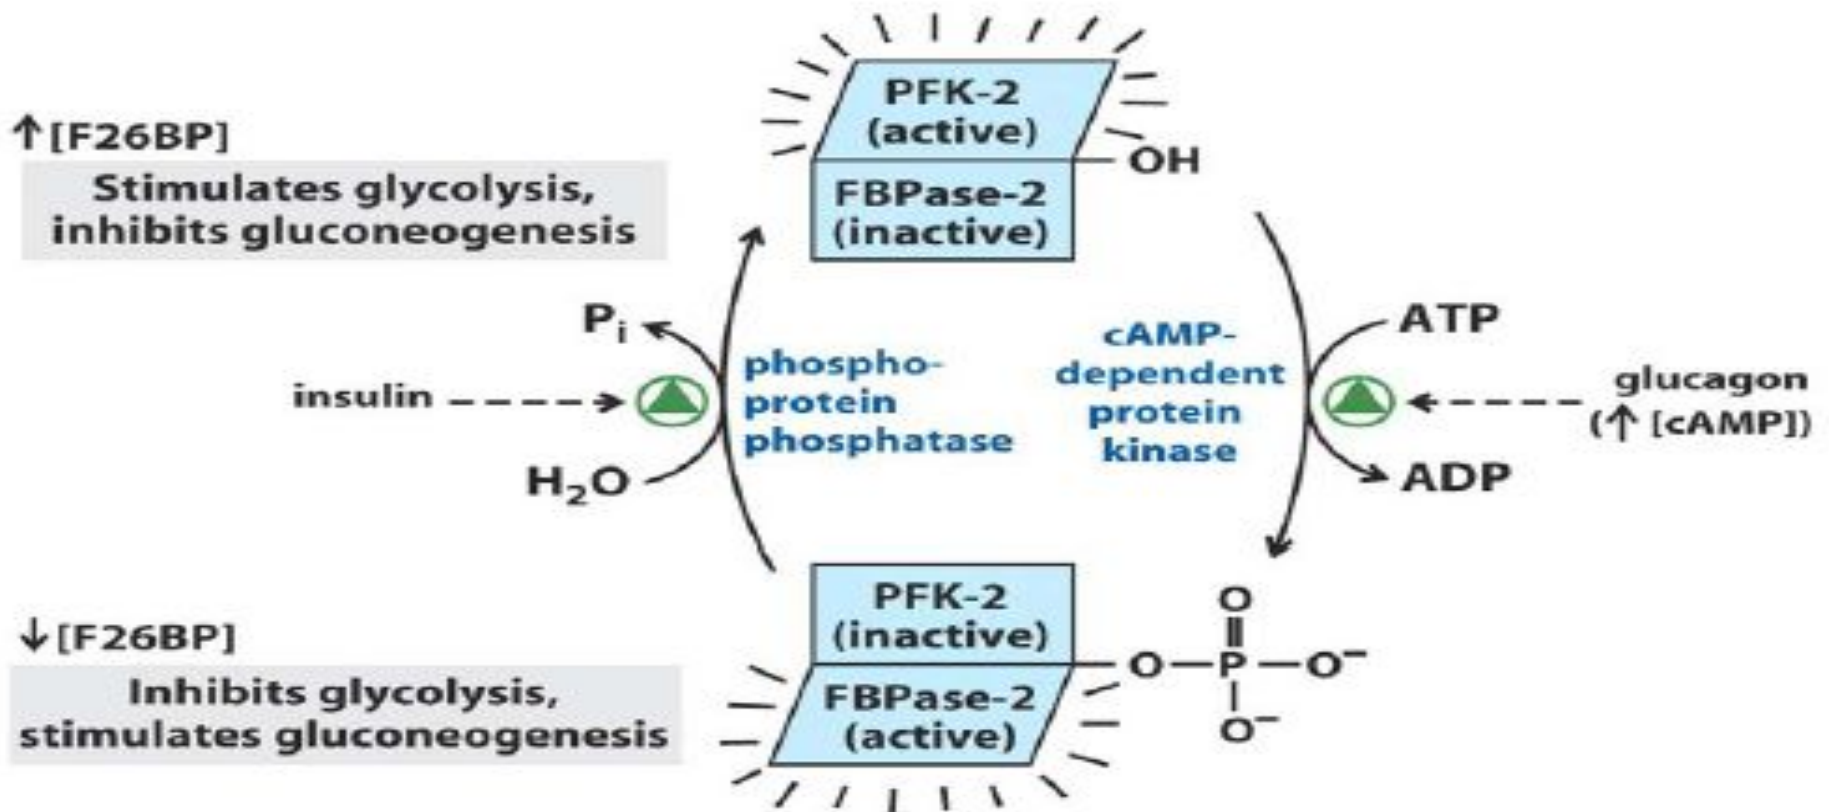 PFK-2
(active)
OH
FBPase-2
(inactive)
↑[F26BP]
Stimulates glycolysis,
inhibits gluconeogenesis
Pᵢ
insulin
H₂O
phospho-
protein
phosphatase
cAMP-
dependent
protein
kinase
ATP
glucagon
(↑ [cAMP])
ADP
↓[F26BP]
Inhibits glycolysis,
stimulates gluconeogenesis
PFK-2
(inactive)
FBPase-2
(active)
O
O—P—O⁻
O⁻